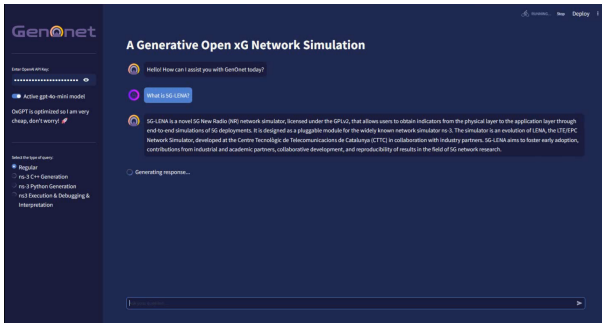 Stop
Deploy
GenOnet
Enter OpenAI API Key:
Active gpt-4o-mini model
OxGPT is optimized so I am very
cheap, don't worry! 🚀
Select the type of query:
Regular
ns-3 C++ Generation
ns-3 Python Generation
ns3 Execution & Debugging &
Interpretation
A Generative Open xG Network Simulation
Hello! How can I assist you with GenOnet today?
What is 5G-LENA?
5G-LENA is a novel 5G New Radio (NR) network simulator, licensed under the GPLv2, that allows users to obtain indicators from the physical layer to the application layer through
end-to-end simulations of 5G deployments. It is designed as a pluggable module for the widely known network simulator ns-3. The simulator is an evolution of LENA, the LTE/EPC
Network Simulator, developed at the Centre Tecnològic de Telecomunicacions de Catalunya (CTTC) in collaboration with industry partners. 5G-LENA aims to foster early adoption,
contributions from industrial and academic partners, collaborative development, and reproducibility of results in the field of 5G network research.
Generating response...